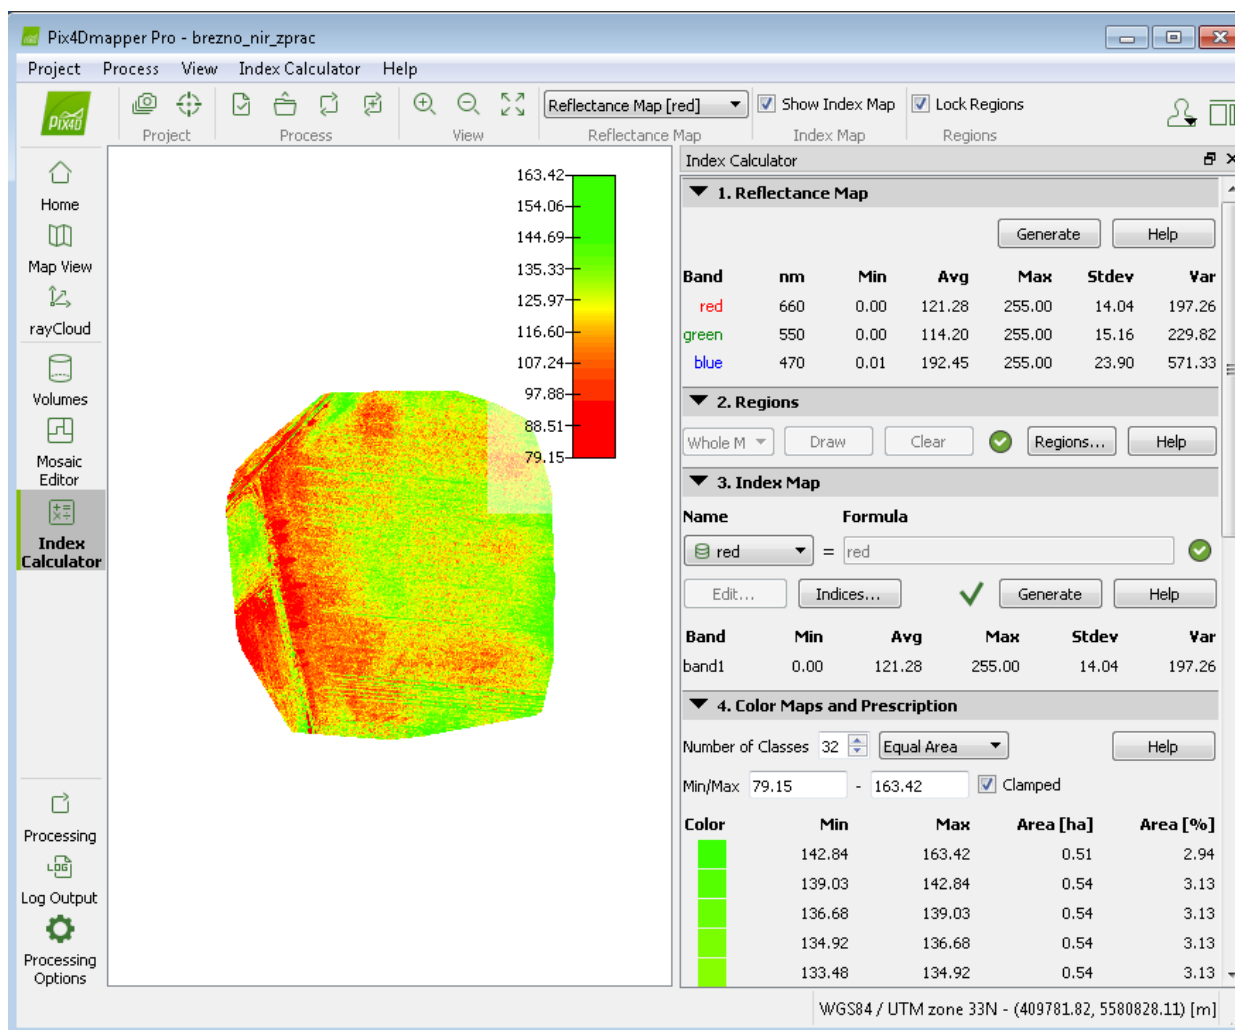 Pix4Dmapper Pro - brezno_nir_zprac
Project Process View Index Calculator Help
PIX4D
Project Process View
Reflectance Map [red]
Reflectance Map
Show Index Map
Index Map
Lock Regions
Regions
Home
Map View
rayCloud
Volumes
Mosaic
Editor
Index
Calculator
Processing
Log Output
LOG
Processing
Options
163.42
154.06
144.69
135.33
125.97
116.60
107.24
97.88
88.51
79.15
Index Calculator
1. Reflectance Map
Generate Help
Band nm Min Avg Max Stdev Var
red 660 0.00 121.28 255.00 14.04 197.26
green 550 0.00 114.20 255.00 15.16 229.82
blue 470 0.01 192.45 255.00 23.90 571.33
2. Regions
Whole M Draw Clear Regions... Help
3. Index Map
Name Formula
red = red
Edit... Indices... Generate Help
Band Min Avg Max Stdev Var
band1 0.00 121.28 255.00 14.04 197.26
4. Color Maps and Prescription
Number of Classes 32 Equal Area Help
Min/Max 79.15 - 163.42 Clamped
Color Min Max Area [ha] Area [%]
142.84 163.42 0.51 2.94
139.03 142.84 0.54 3.13
136.68 139.03 0.54 3.13
134.92 136.68 0.54 3.13
133.48 134.92 0.54 3.13
WGS84 / UTM zone 33N - (409781.82, 5580828.11) [m]